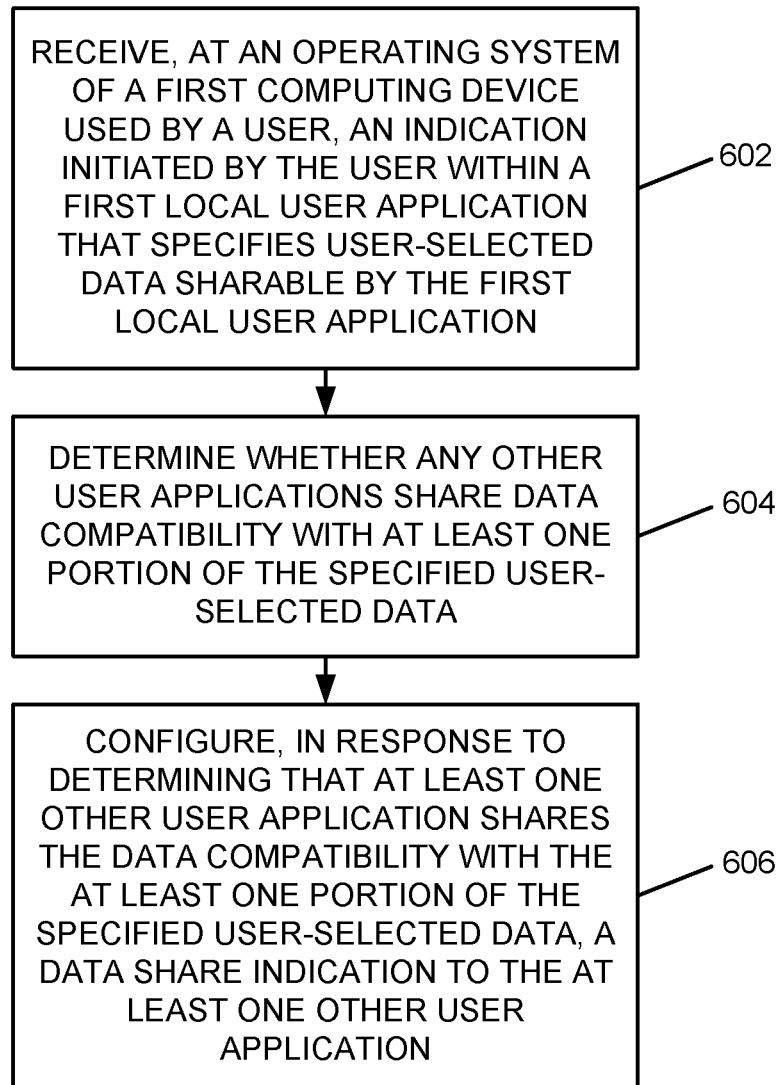 RECEIVE, AT AN OPERATING SYSTEM
OF A FIRST COMPUTING DEVICE
USED BY A USER, AN INDICATION
INITIATED BY THE USER WITHIN A
FIRST LOCAL USER APPLICATION
THAT SPECIFIES USER-SELECTED
DATA SHARABLE BY THE FIRST
LOCAL USER APPLICATION
602
DETERMINE WHETHER ANY OTHER
USER APPLICATIONS SHARE DATA
COMPATIBILITY WITH AT LEAST ONE
PORTION OF THE SPECIFIED USER-
SELECTED DATA
604
CONFIGURE, IN RESPONSE TO
DETERMINING THAT AT LEAST ONE
OTHER USER APPLICATION SHARES
THE DATA COMPATIBILITY WITH THE
AT LEAST ONE PORTION OF THE
SPECIFIED USER-SELECTED DATA, A
DATA SHARE INDICATION TO THE AT
LEAST ONE OTHER USER
APPLICATION
606